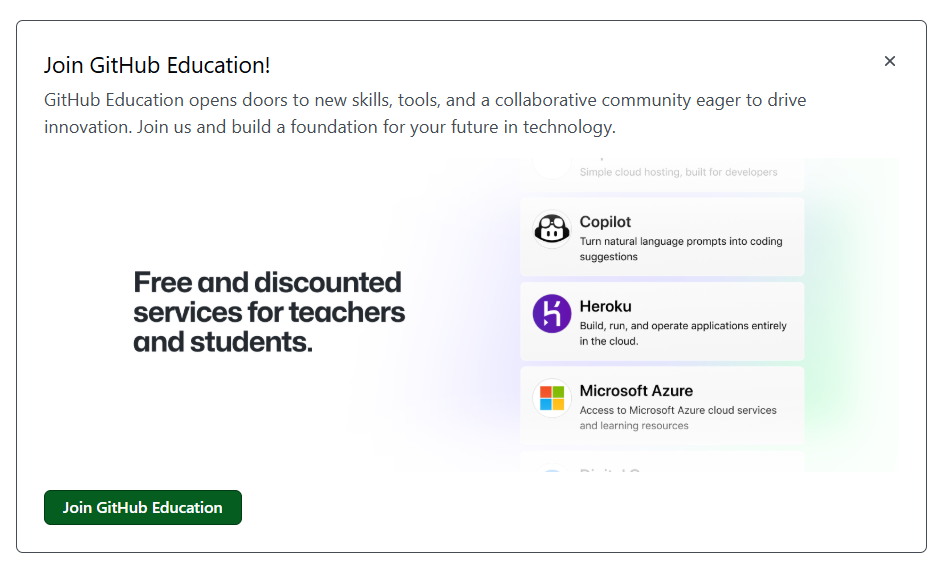 Join GitHub Education!
GitHub Education opens doors to new skills, tools, and a collaborative community eager to drive
innovation. Join us and build a foundation for your future in technology.
Simple cloud hosting, built for developers
Copilot
Turn natural language prompts into coding
suggestions
Free and discounted
services for teachers
and students.
Heroku
Build, run, and operate applications entirely
in the cloud.
Microsoft Azure
Access to Microsoft Azure cloud services
and learning resources
Join GitHub Education